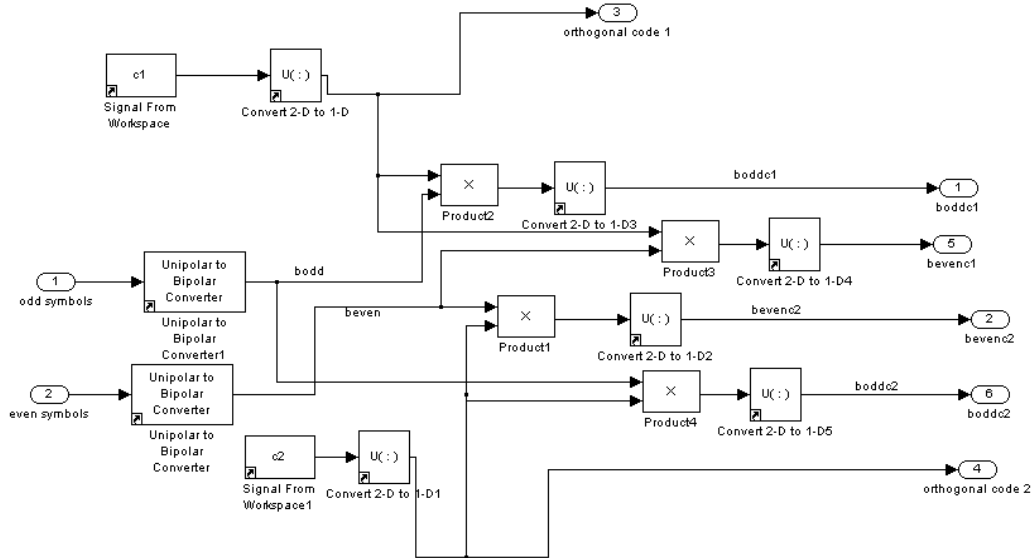 3
orthogonal code 1
c1
Signal From
Workspace
U(:)
Convert 2-D to 1-D
×
Product2
U(:)
Convert 2-D to 1-D3
boddc1
1
boddc1
×
Product3
U(:)
Convert 2-D to 1-D4
5
bevenc1
1
odd symbols
Unipolar to
Bipolar
Converter
Unipolar to
Bipolar
Converter1
bodd
beven
×
Product1
U(:)
Convert 2-D to 1-D2
bevenc2
2
bevenc2
2
even symbols
Unipolar to
Bipolar
Converter
Unipolar to
Bipolar
Converter
×
Product4
U(:)
Convert 2-D to 1-D5
boddc2
6
boddc2
c2
Signal From
Workspace1
U(:)
Convert 2-D to 1-D1
4
orthogonal code 2